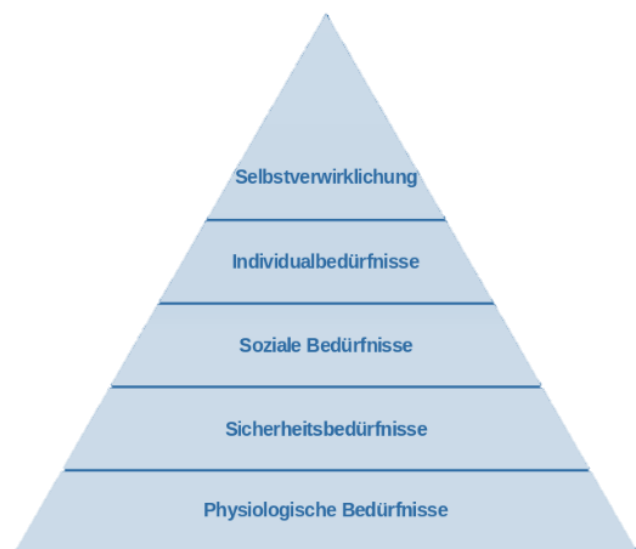 Selbstverwirklichung
Individualbedürfnisse
Soziale Bedürfnisse
Sicherheitsbedürfnisse
Physiologische Bedürfnisse